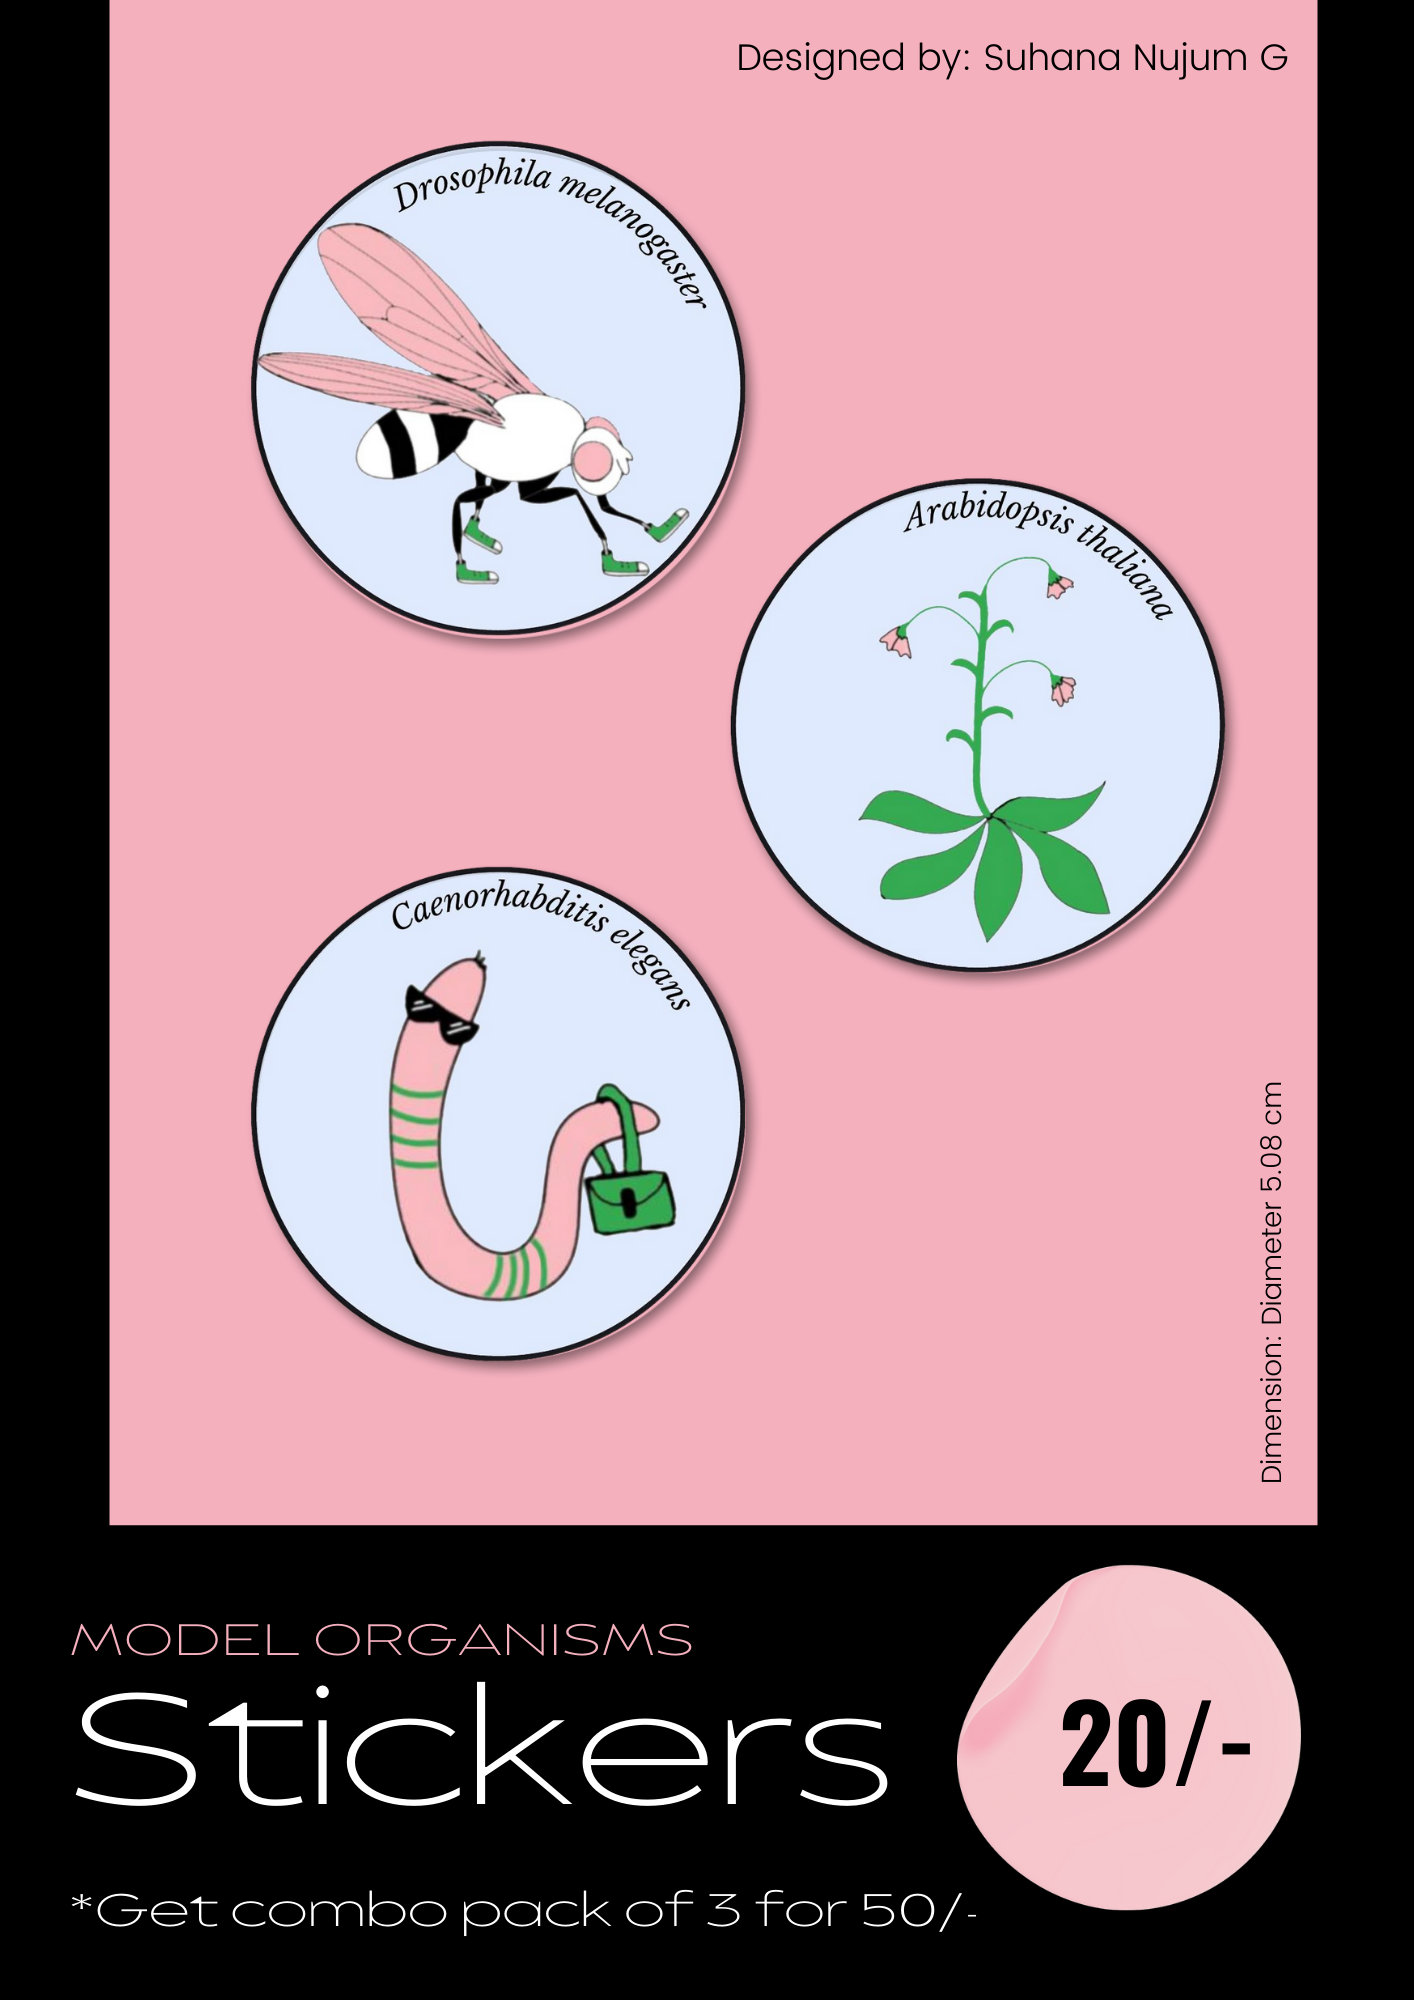 Designed by: Suhana Nujum G
Drosophila melanogaster
Arabidopsis thaliana
Caenorhabditis elegans
Dimension: Diameter 5.08 cm
MODEL ORGANISMS
Stickers
20/-
*Get combo pack of 3 for 50/-